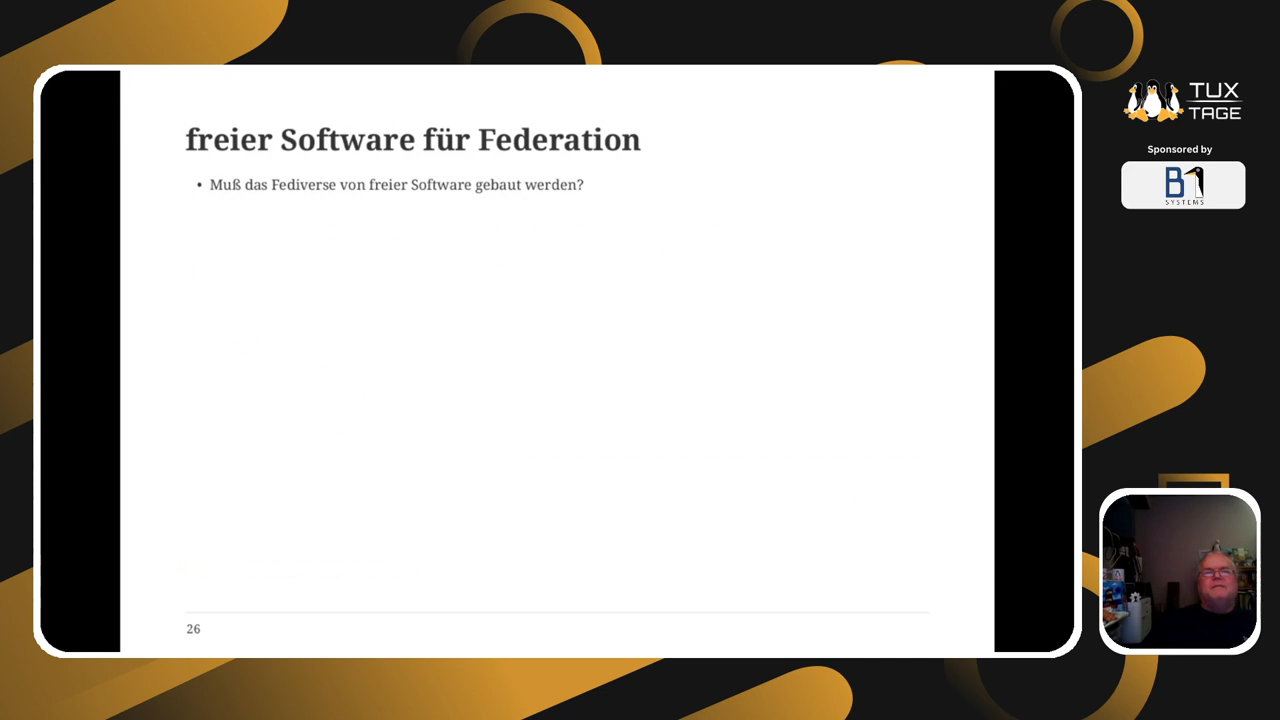 freier Software für Federation
• Muß das Fediverse von freier Software gebaut werden?
26
TUX
TAGE
Sponsored by
B1
SYSTEMS